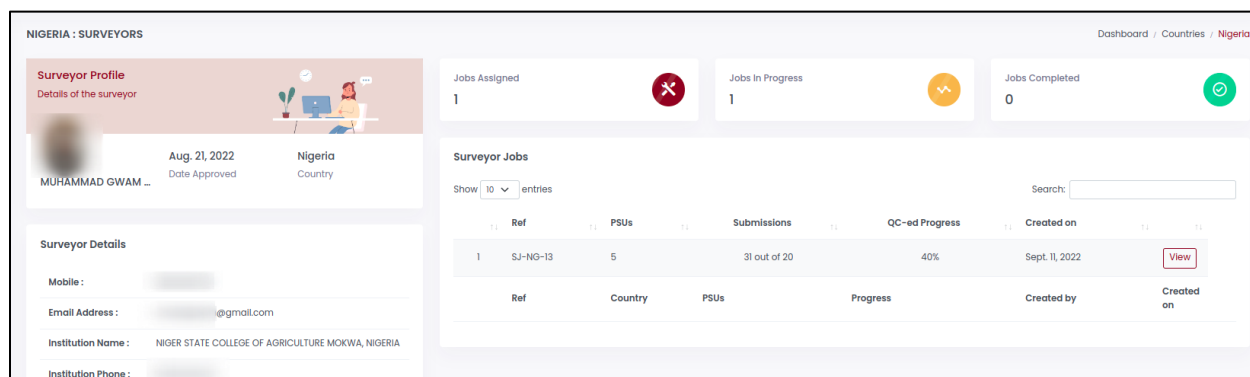 NIGERIA : SURVEYORS
Dashboard / Countries / Nigeria
Surveyor Profile
Details of the surveyor
MUHAMMAD GWAM ...
Aug. 21, 2022
Date Approved
Nigeria
Country
Surveyor Details
Mobile :
Email Address : @gmail.com
Institution Name : NIGER STATE COLLEGE OF AGRICULTURE MOKWA, NIGERIA
Institution Phone :
Jobs Assigned
1
Jobs In Progress
1
Jobs Completed
0
Surveyor Jobs
Show 10 entries
Search:
Ref PSUs Submissions QC-ed Progress Created on
1 SJ-NG-13 5 31 out of 20 40% Sept. 11, 2022 View
Ref Country PSUs Progress Created by Created on